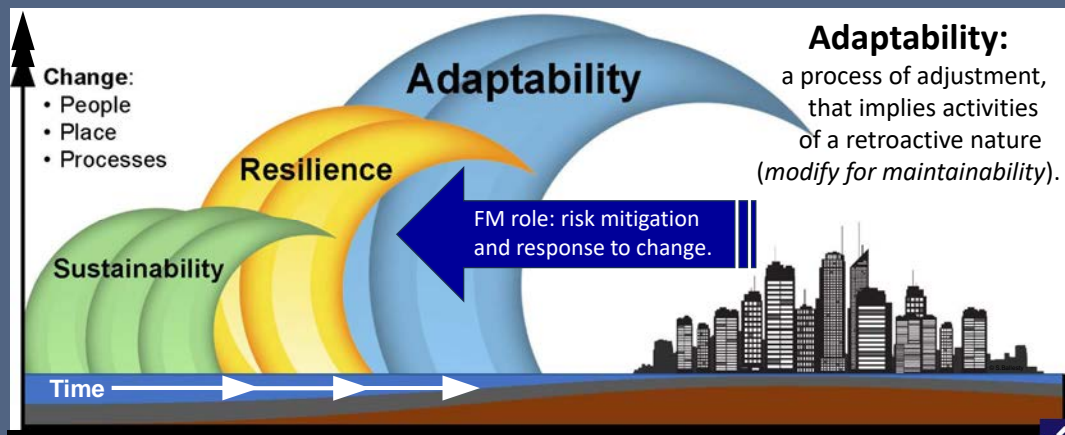 Change:
• People
• Place
• Processes
Sustainability
Resilience
Adaptability
Adaptability:
a process of adjustment,
that implies activities
of a retroactive nature
(modify for maintainability).
FM role: risk mitigation
and response to change.
Time